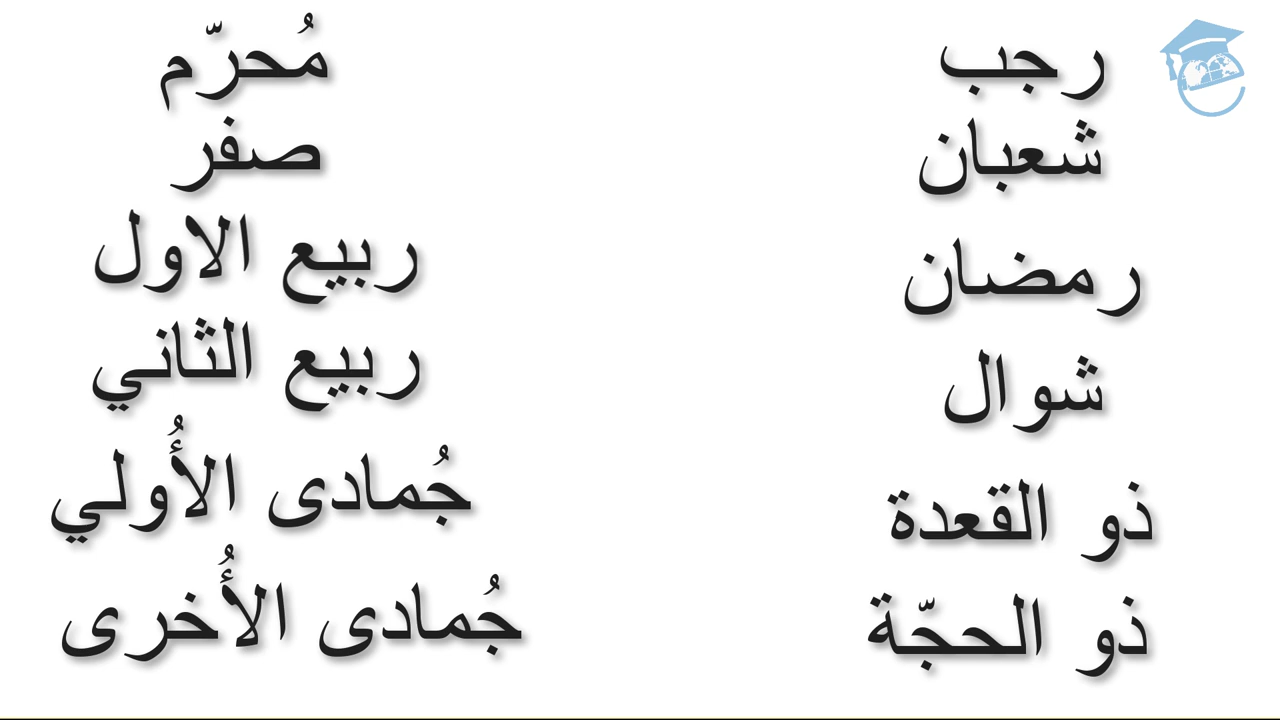 مُحرّم
صفر
ربيع الاول
ربيع الثاني
جُمادى الأُولي
جُمادى الأُخرى
رجب
شعبان
رمضان
شوال
ذو القعدة
ذو الحجّة